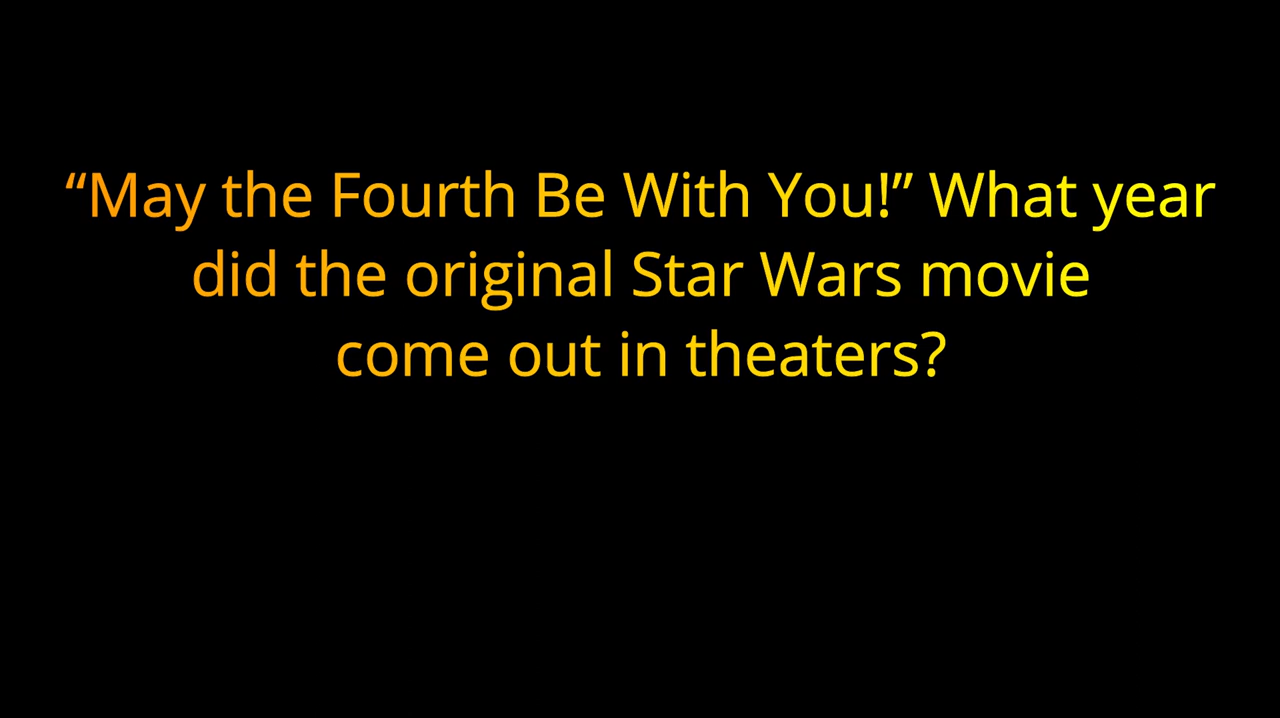 “May the Fourth Be With You!” What year
did the original Star Wars movie
come out in theaters?